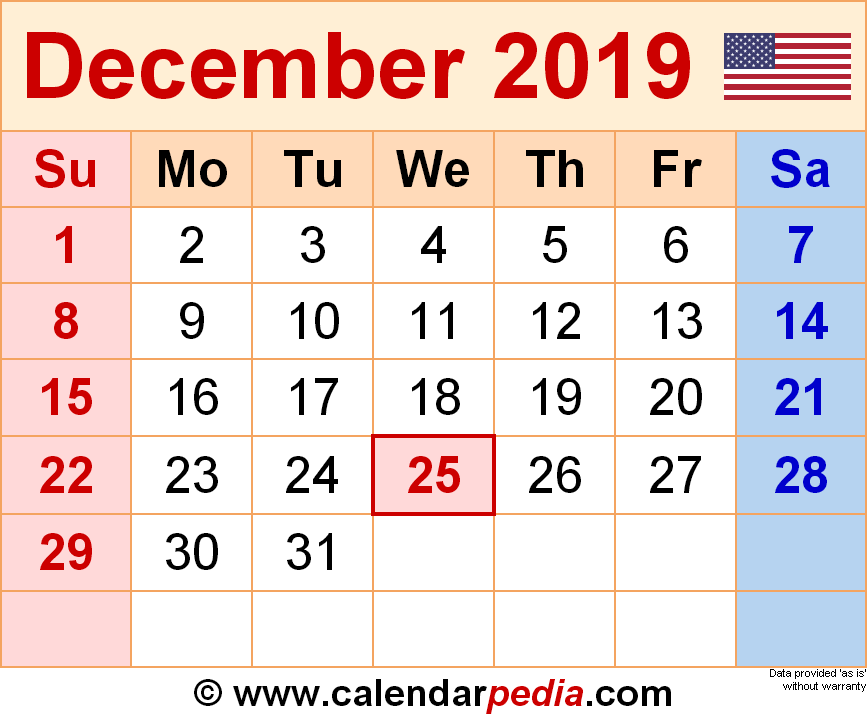 December 2019
Su Mo Tu We Th Fr Sa
1 2 3 4 5 6 7
8 9 10 11 12 13 14
15 16 17 18 19 20 21
22 23 24 25 26 27 28
29 30 31
Data provided 'as is'
without warranty
© www.calendarpedia.com